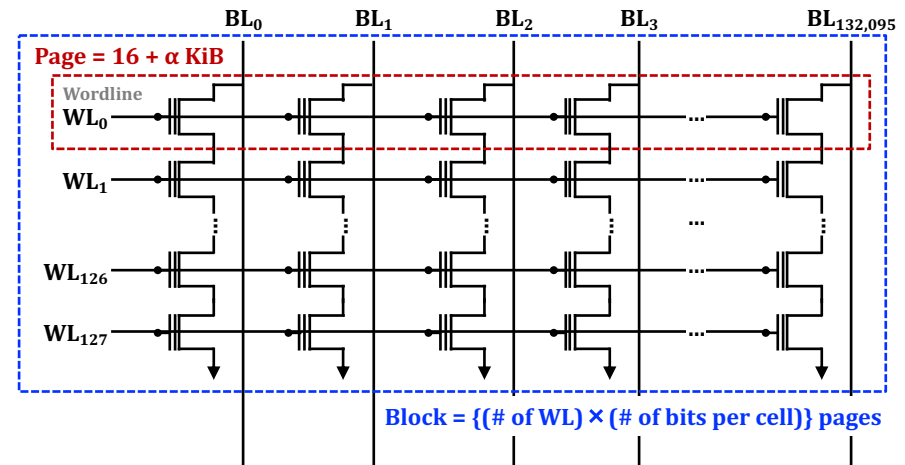 BL₀ BL₁ BL₂ BL₃ BL₁₃₂,₀₉₅
Page = 16 + α KiB
Wordline
WL₀ ...
WL₁ ...
... ... ... ... ... ...
WL₁₂₆ ...
WL₁₂₇ ...
Block = {(# of WL) × (# of bits per cell)} pages